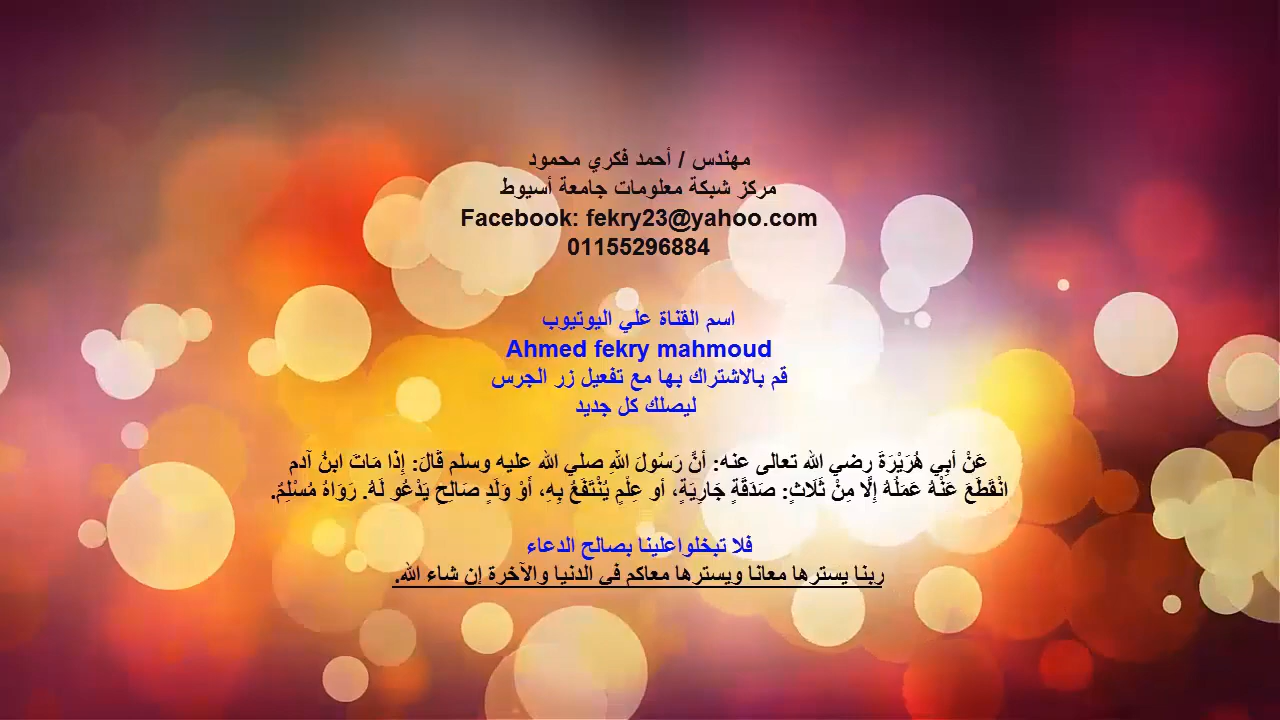 مهندس / أحمد فكري محمود
مركز شبكة معلومات جامعة أسيوط
Facebook: fekry23@yahoo.com
01155296884
اسم القناة علي اليوتيوب
Ahmed fekry mahmoud
قم بالاشتراك بها مع تفعيل زر الجرس
ليصلك كل جديد
عَنْ أبِي هُرَيْرَةَ رضي الله تعالى عنه: أنَّ رَسُولَ اللهِ صلي الله عليه وسلم قَالَ: إِذَا مَاتَ ابنُ آدم
انْقَطَعَ عَنْهُ عَمَلُهُ إِلَّا مِنْ ثَلَاثٍ: صَدَقَةٍ جَارِيَةٍ، أو عِلْمٍ يُنْتَفَعُ بِهِ، أَوْ وَلَدٍ صَالِحٍ يَدْعُو لَهُ. رَوَاهُ مُسْلِمٌ.
فلا تبخلواعلينا بصالح الدعاء
ربنا يسترها معانا ويسترها معاكم في الدنيا والآخرة إن شاء الله.